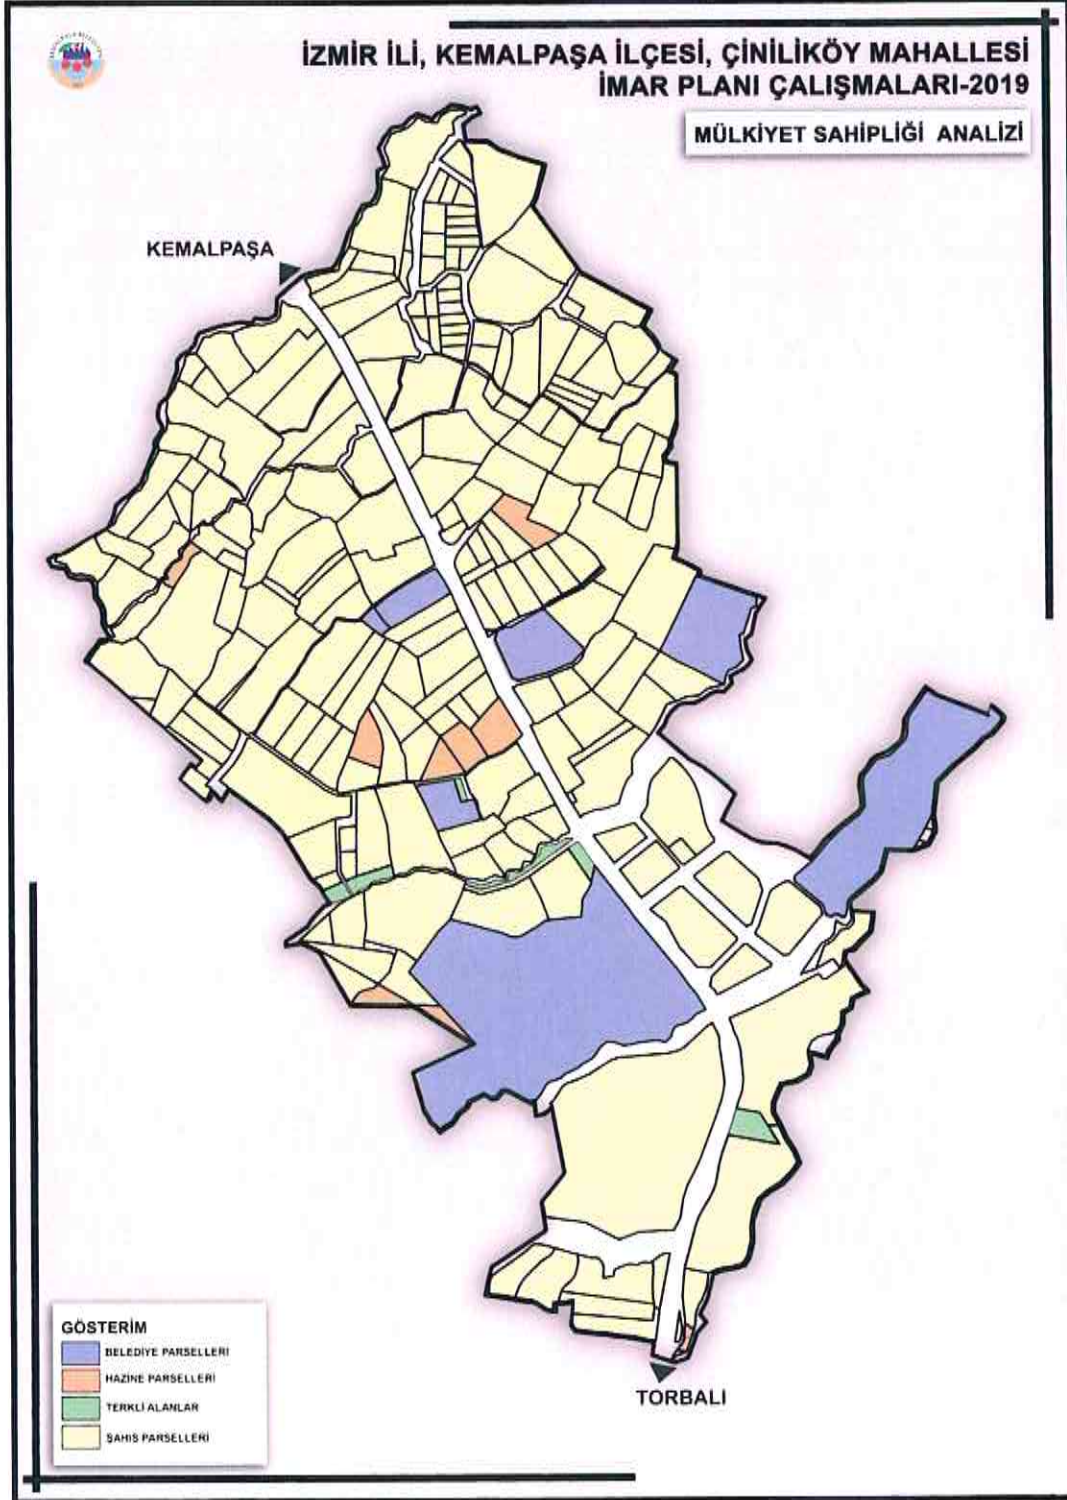 İZMİR İLİ, KEMALPAŞA İLÇESİ, ÇİNİLİKÖY MAHALLESİ
İMAR PLANI ÇALIŞMALARI-2019
MÜLKİYET SAHİPLİĞİ ANALİZİ
KEMALPAŞA
GÖSTERİM
BELEDİYE PARSELLERİ
HAZİNE PARSELLERİ
TERKLİ ALANLAR
ŞAHIS PARSELLERİ
TORBALI